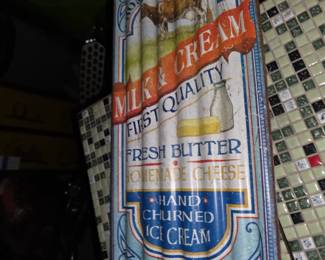 MILK & CREAM
FIRST QUALITY
FRESH BUTTER
HOMEMADE CHEESE
HAND
CHURNED
ICE CREAM